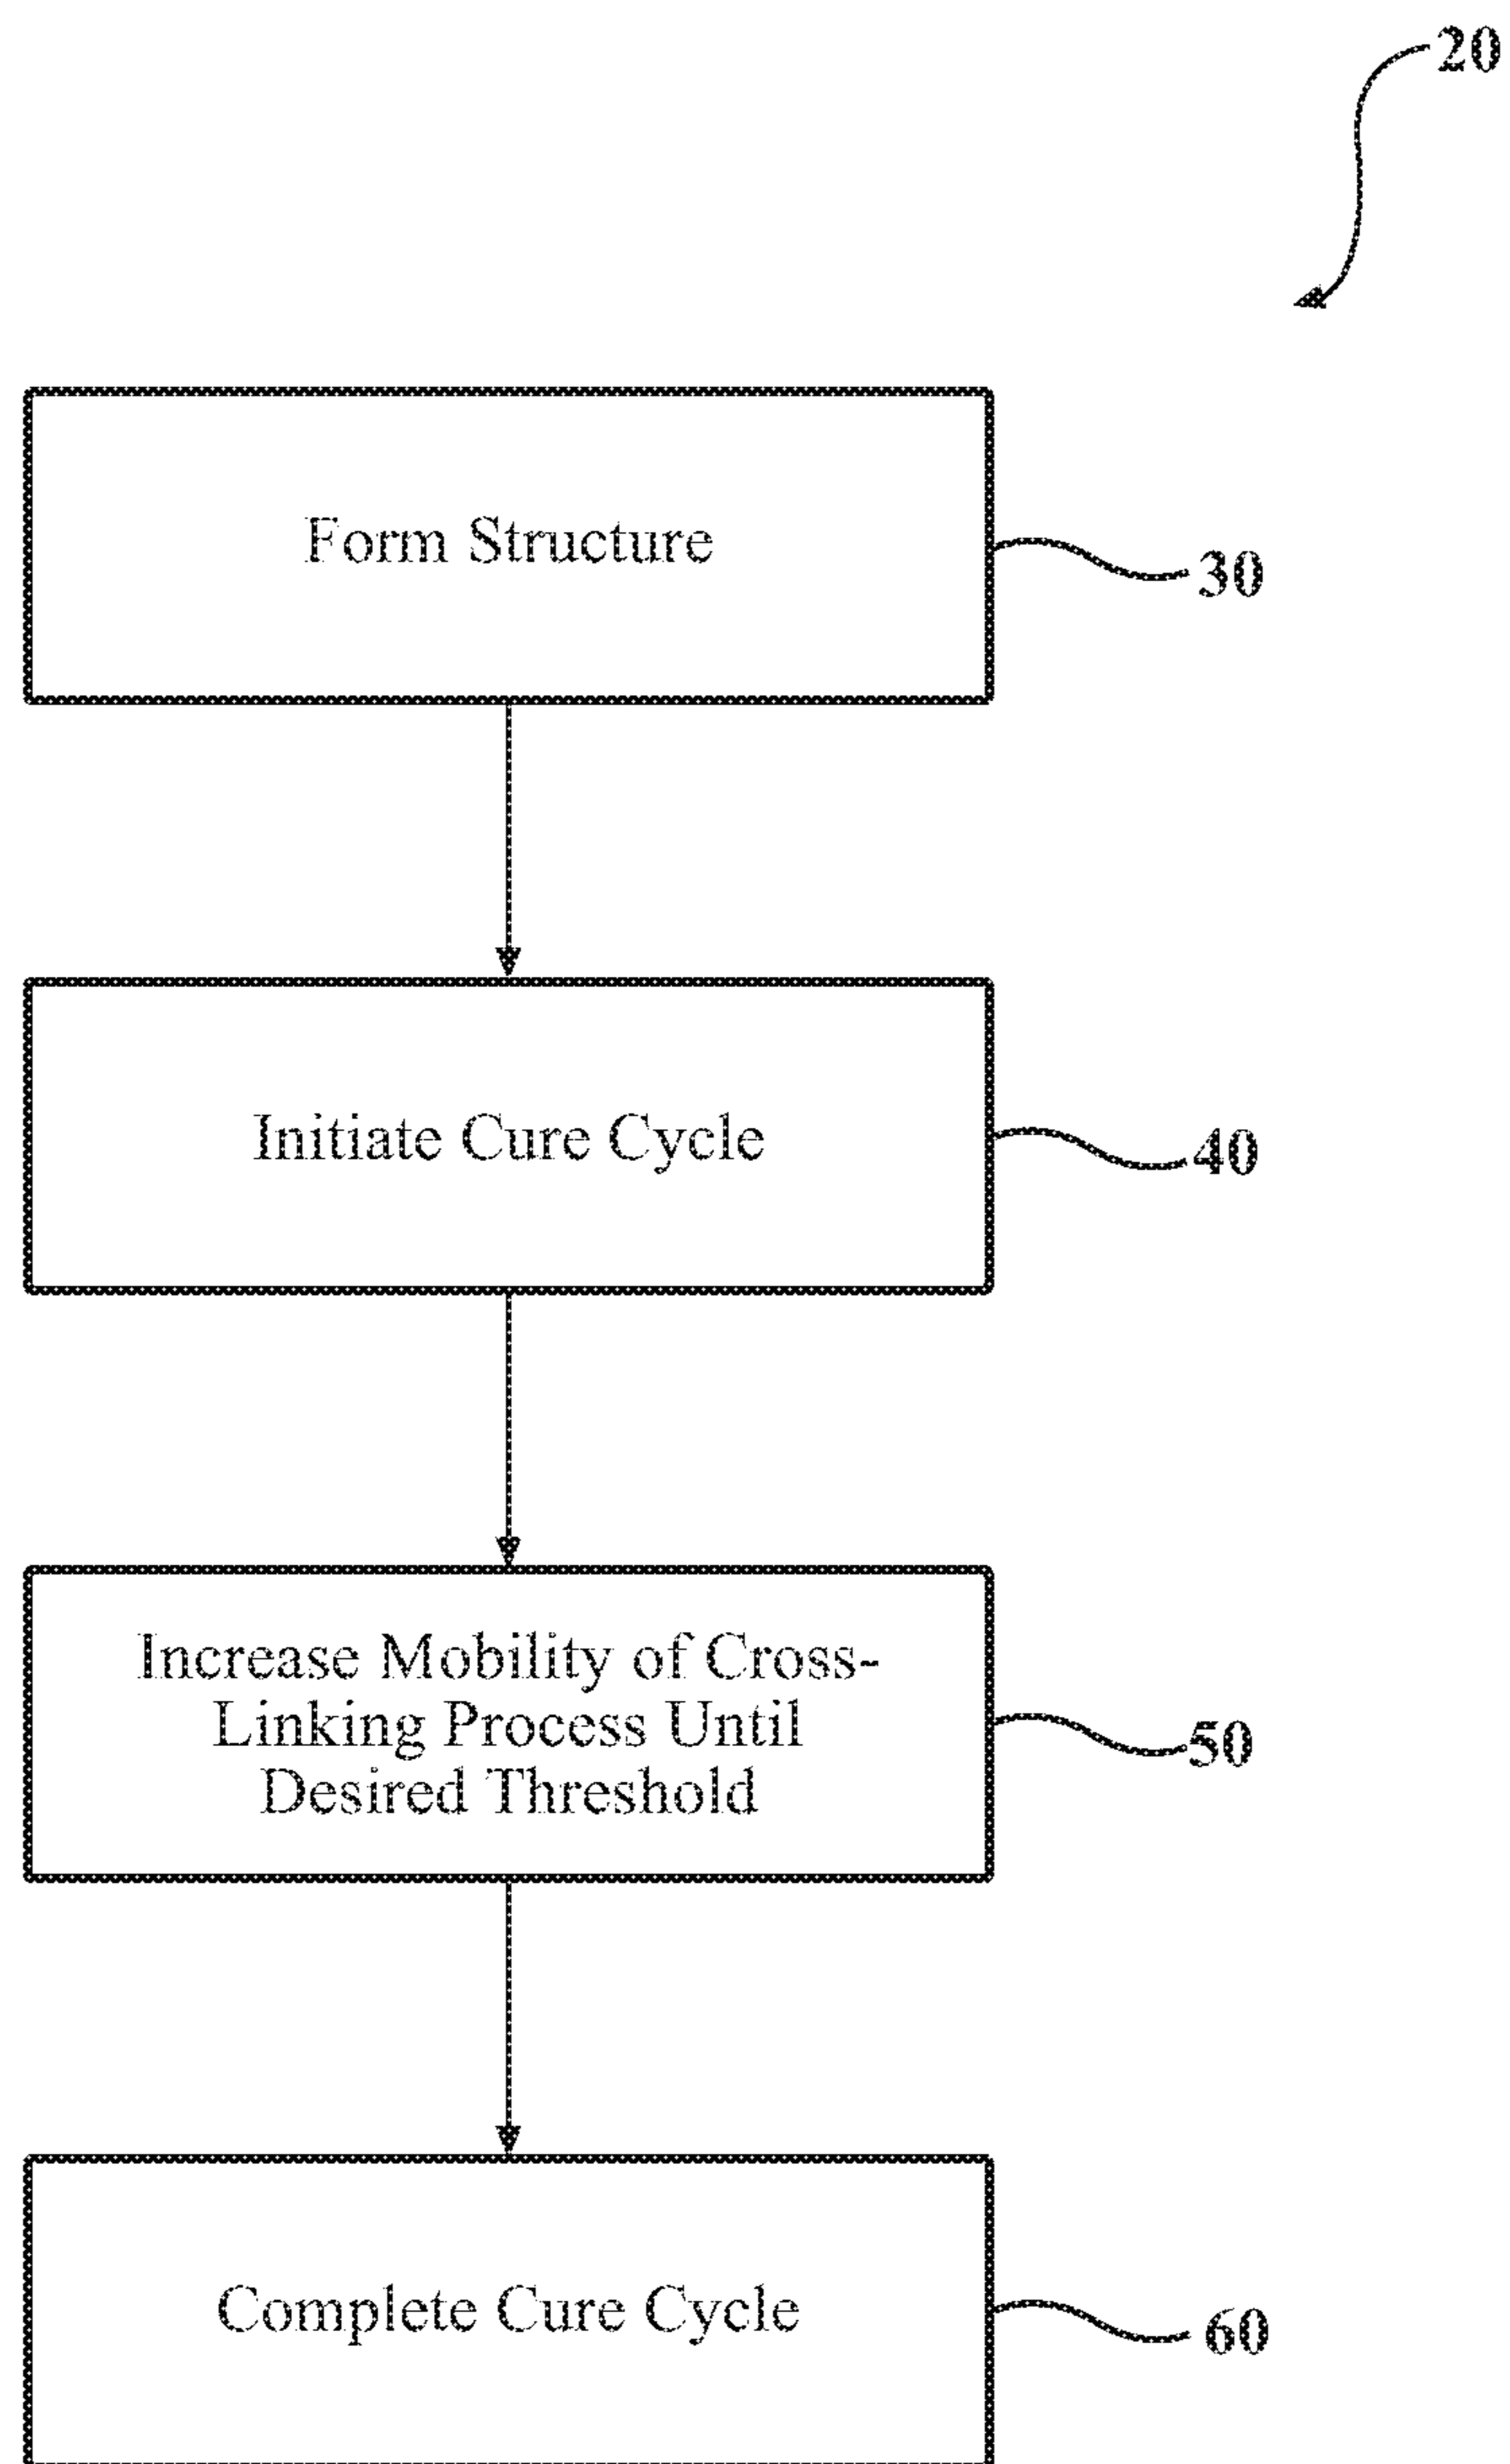 20
Form Structure
30
Initiate Cure Cycle
40
Increase Mobility of Cross-
Linking Process Until
Desired Threshold
50
Complete Cure Cycle
60